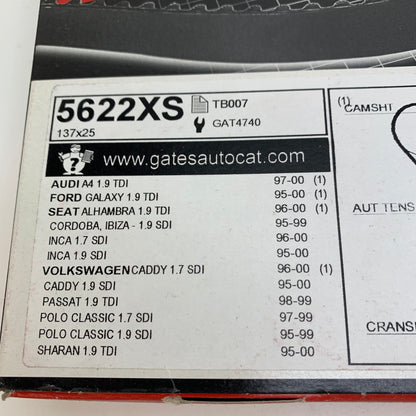 5622XS
137x25
TB007
GAT4740
www.gatesautocat.com
AUDI A4 1.9 TDI 97-00 (1)
FORD GALAXY 1.9 TDI 95-00 (1)
SEAT ALHAMBRA 1.9 TDI 96-00 (1)
CORDOBA, IBIZA - 1.9 SDI 95-99
INCA 1.7 SDI 96-00
INCA 1.9 SDI 95-00
VOLKSWAGEN CADDY 1.7 SDI 96-00 (1)
CADDY 1.9 SDI 95-00
PASSAT 1.9 TDI 98-99
POLO CLASSIC 1.7 SDI 97-99
POLO CLASSIC 1.9 SDI 95-99
SHARAN 1.9 TDI 95-00
(1)
CAMSHT
AUT TENS
CRANKS